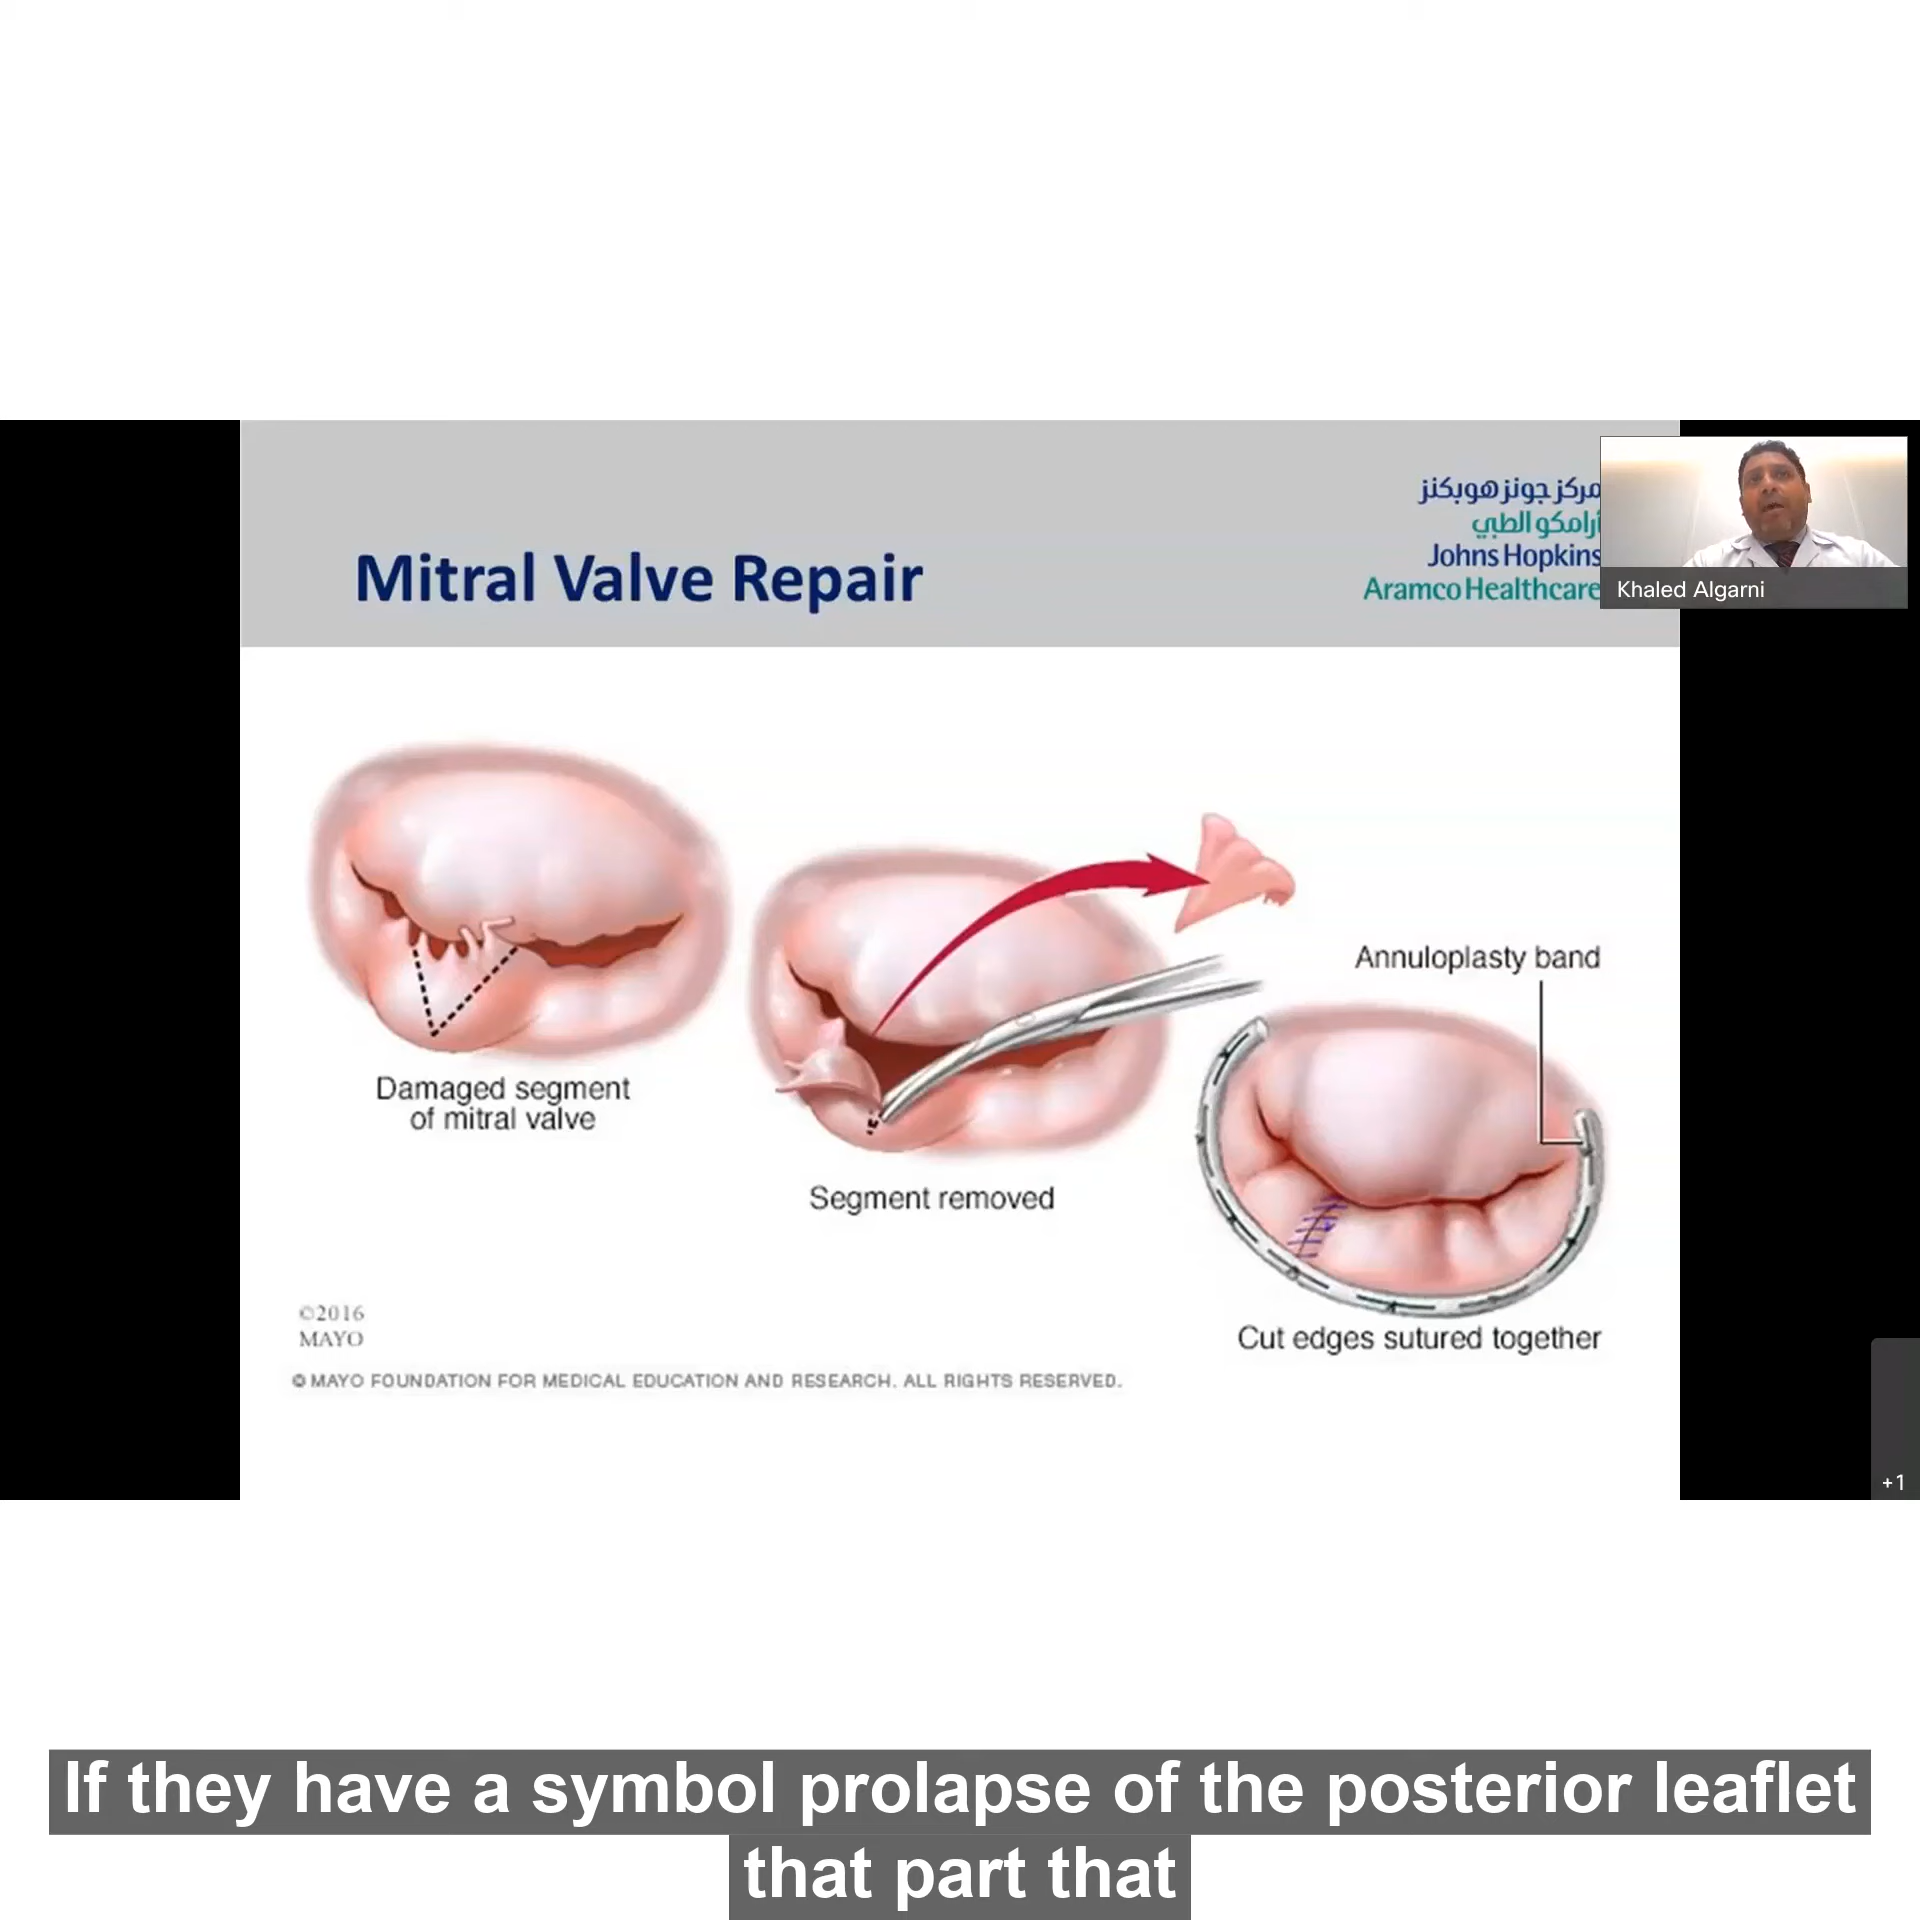 مركز جونز هوبكنز
أرامكو الطبي
Johns Hopkins
Aramco Healthcare
Khaled Algarni
Mitral Valve Repair
Damaged segment
of mitral valve
Segment removed
Annuloplasty band
Cut edges sutured together
©2016
MAYO
© MAYO FOUNDATION FOR MEDICAL EDUCATION AND RESEARCH. ALL RIGHTS RESERVED.
+1
If they have a symbol prolapse of the posterior leaflet
that part that